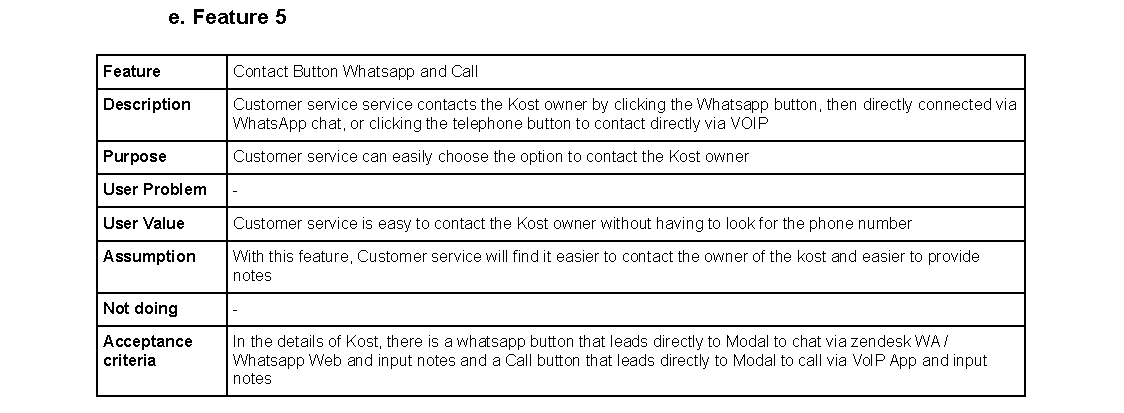 e. Feature 5
Feature Contact Button Whatsapp and Call
Description Customer service service contacts the Kost owner by clicking the Whatsapp button, then directly connected via
WhatsApp chat, or clicking the telephone button to contact directly via VOIP
Purpose Customer service can easily choose the option to contact the Kost owner
User Problem -
User Value Customer service is easy to contact the Kost owner without having to look for the phone number
Assumption With this feature, Customer service will find it easier to contact the owner of the kost and easier to provide
notes
Not doing -
Acceptance In the details of Kost, there is a whatsapp button that leads directly to Modal to chat via zendesk WA /
criteria Whatsapp Web and input notes and a Call button that leads directly to Modal to call via VoIP App and input
notes